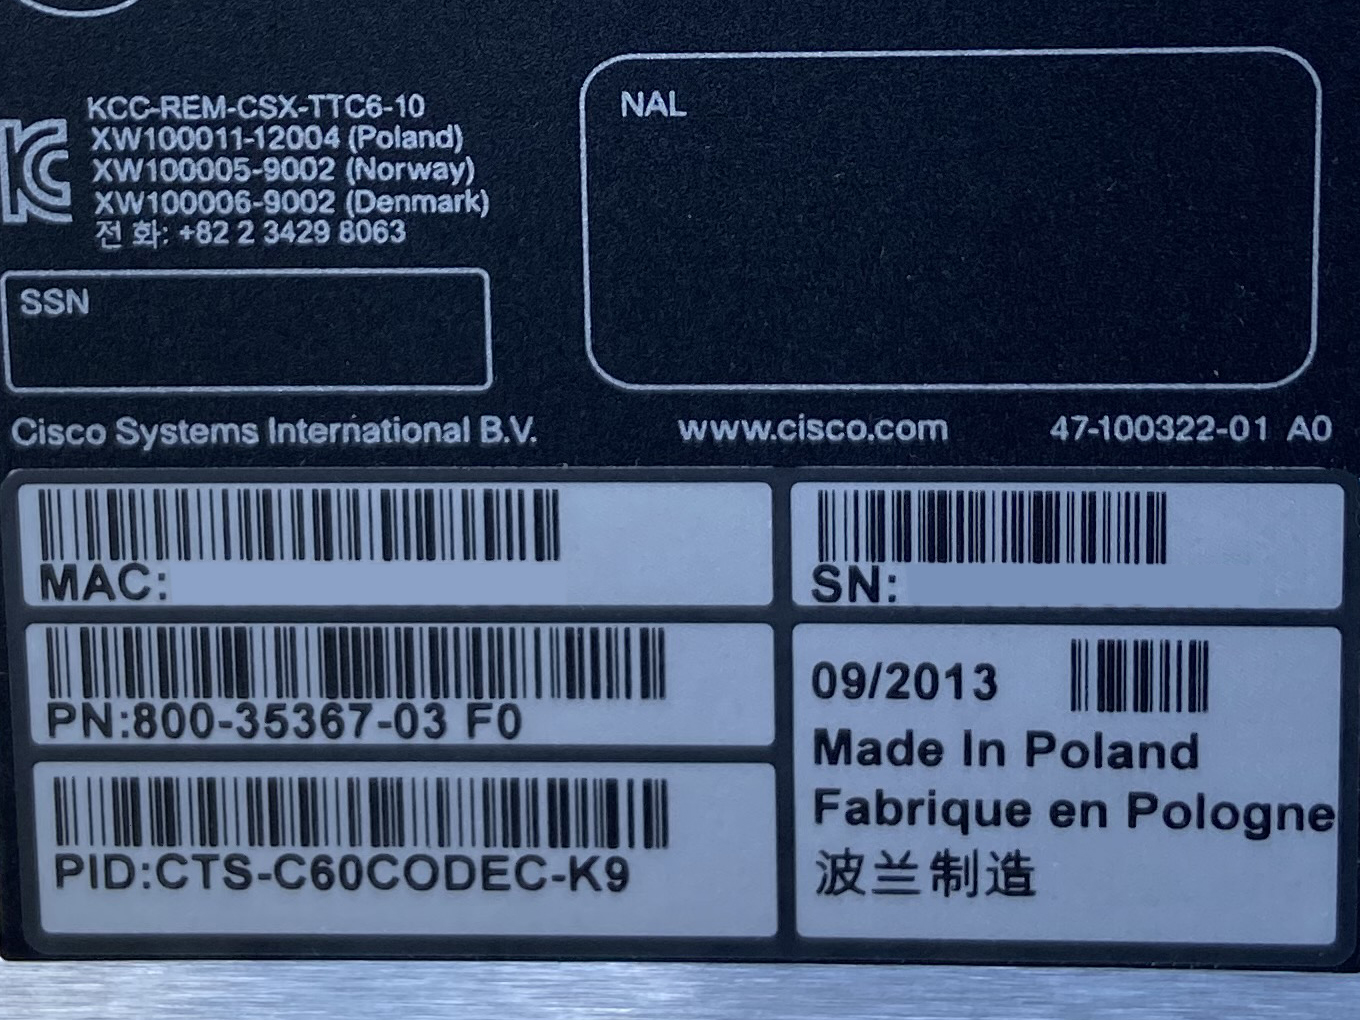 KCC-REM-CSX-TTC6-10
XW100011-12004 (Poland)
XW100005-9002 (Norway)
XW100006-9002 (Denmark)
전 화: +82 2 3429 8063
NAL
SSN
Cisco Systems International B.V.
www.cisco.com
47-100322-01 A0
MAC:
SN:
PN:800-35367-03 F0
PID:CTS-C60CODEC-K9
09/2013
Made In Poland
Fabrique en Pologne
波兰制造